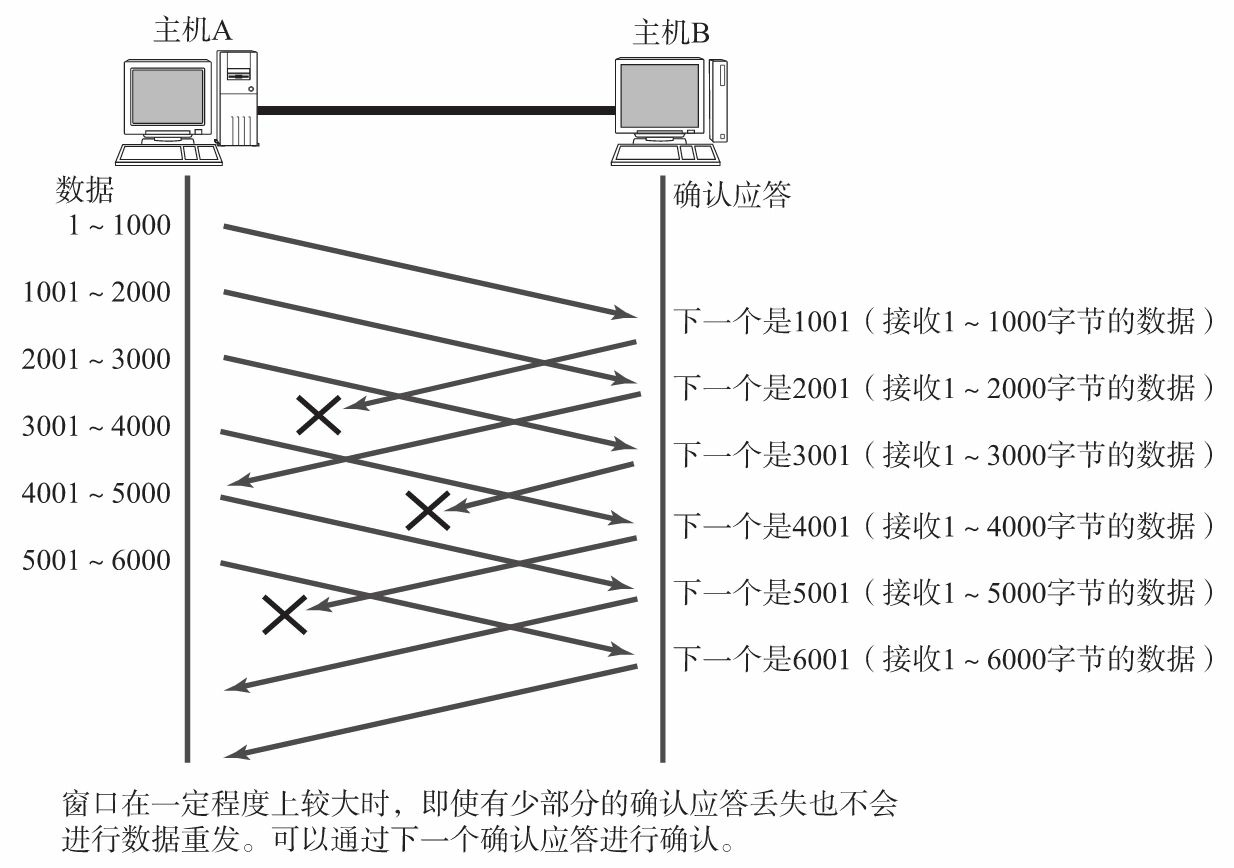 主机A
主机B
数据
确认应答
1 ~ 1000
1001 ~ 2000
2001 ~ 3000
3001 ~ 4000
4001 ~ 5000
5001 ~ 6000
下一个是1001（接收1 ~ 1000字节的数据）
下一个是2001（接收1 ~ 2000字节的数据）
下一个是3001（接收1 ~ 3000字节的数据）
下一个是4001（接收1 ~ 4000字节的数据）
下一个是5001（接收1 ~ 5000字节的数据）
下一个是6001（接收1 ~ 6000字节的数据）
窗口在一定程度上较大时，即使有少部分的确认应答丢失也不会
进行数据重发。可以通过下一个确认应答进行确认。